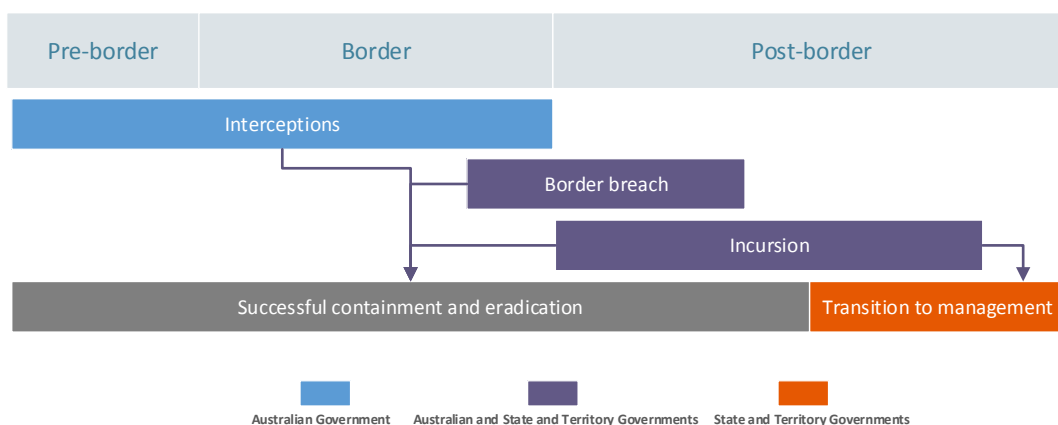 Pre-border
Border
Post-border
Interceptions
Border breach
Incursion
Successful containment and eradication
Transition to management
Australian Government
Australian and State and Territory Governments
State and Territory Governments